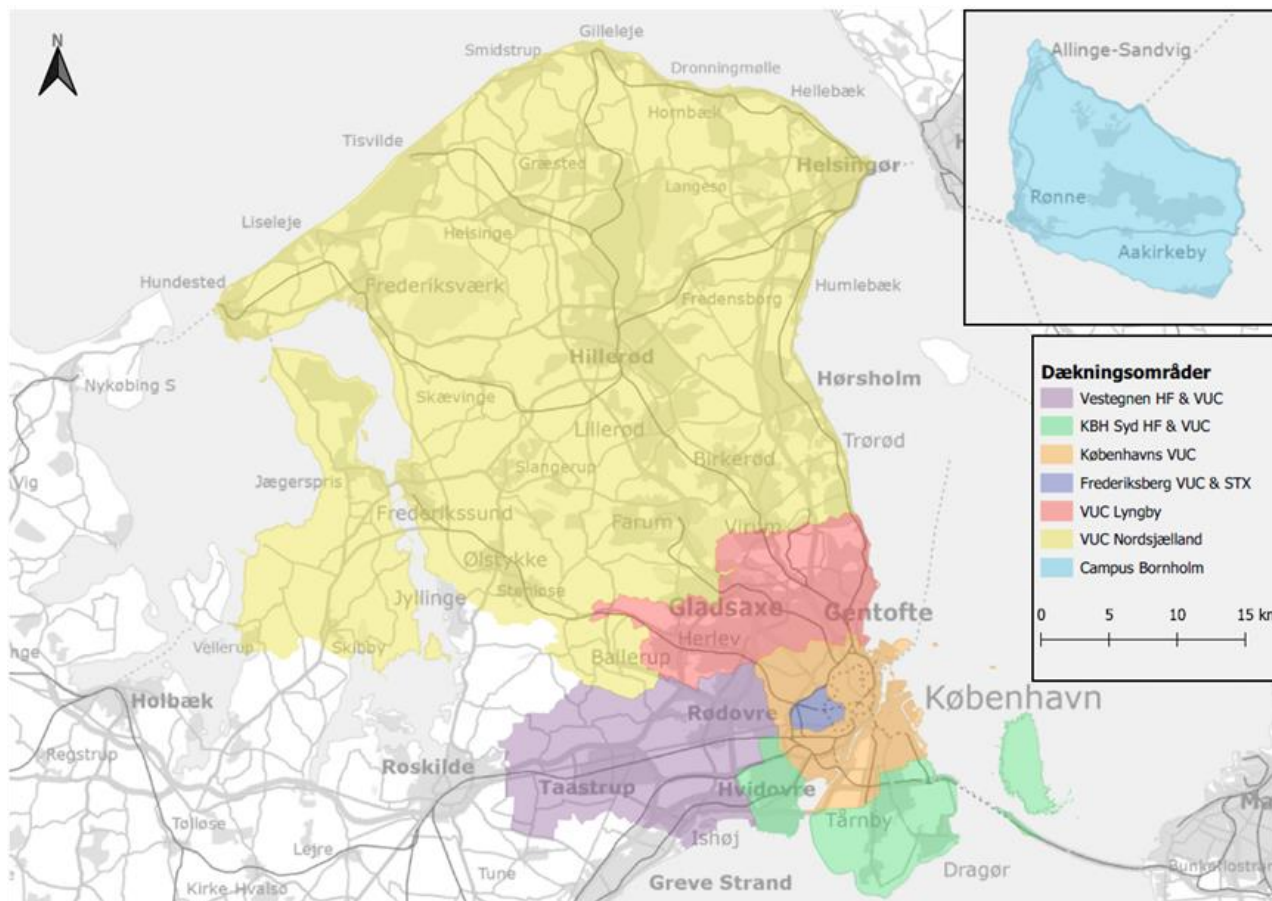 N
Gilleleje
Smidstrup
Dronningmølle
Hellebæk
Hornbæk
Tisvilde
Græsted
Helsingør
Langesø
Liseleje
Helsinge
Hundested
Frederiksværk
Fredensborg
Humlebæk
Hillerød
Nykøbing S
Skævinge
Hørsholm
Lillerød
Trørød
Birkerød
Slangerup
Vig
Jægerspris
Frederikssund
Farum
Virum
Ølstykke
Stenløse
Jyllinge
Gladsaxe
Gentofte
Herlev
Vellerup
Skibby
Ballerup
København
Holbæk
Rødovre
Regstrup
Roskilde
Taastrup
Hvidovre
Tølløse
Tårnby
Ishøj
Lejre
Tune
Dragør
Kirke Hvalsø
Greve Strand
Bunkeflostran
Allinge-Sandvig
Rønne
Aakirkeby
Dækningsområder
Vestegnen HF & VUC
KBH Syd HF & VUC
Københavns VUC
Frederiksberg VUC & STX
VUC Lyngby
VUC Nordsjælland
Campus Bornholm
0 5 10 15 km